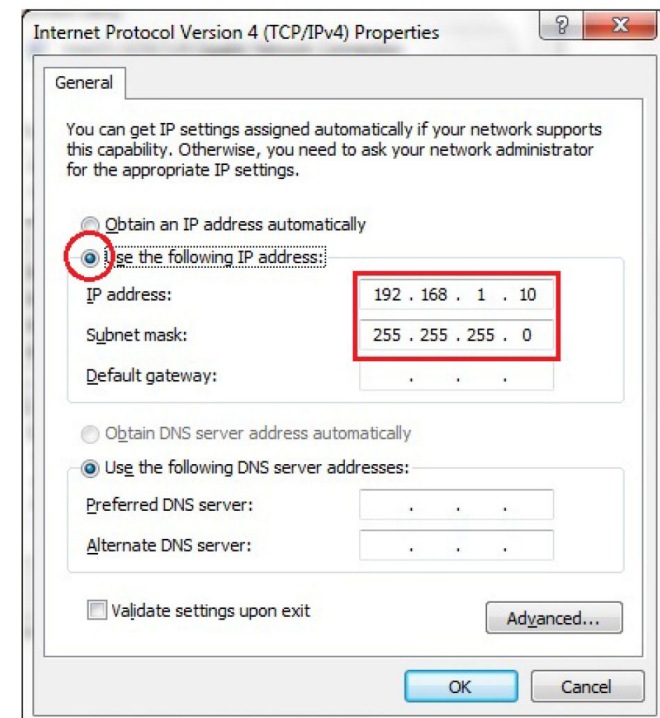 Internet Protocol Version 4 (TCP/IPv4) Properties
General
You can get IP settings assigned automatically if your network supports
this capability. Otherwise, you need to ask your network administrator
for the appropriate IP settings.
Obtain an IP address automatically
Use the following IP address:
IP address: 192 . 168 . 1 . 10
Subnet mask: 255 . 255 . 255 . 0
Default gateway: . . .
Obtain DNS server address automatically
Use the following DNS server addresses:
Preferred DNS server: . . .
Alternate DNS server: . . .
Validate settings upon exit
Advanced...
OK Cancel